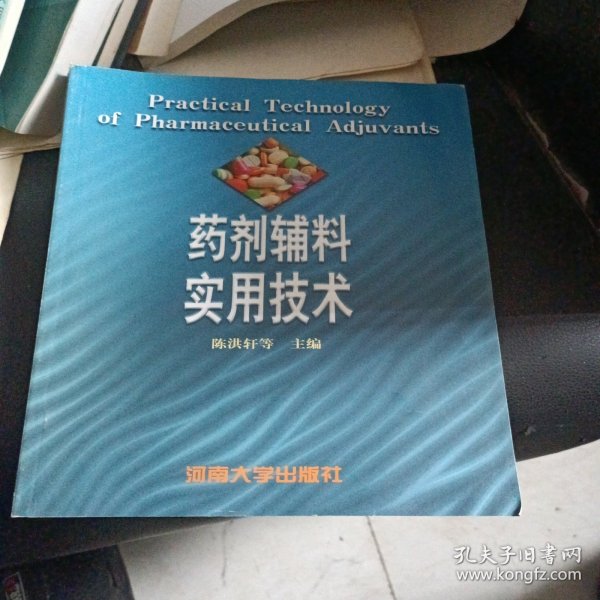 Practical Technology
of Pharmaceutical Adjuvants
药剂辅料
实用技术
陈洪轩等 主编
河南大学出版社
孔夫子旧书网
www.kongfz.com